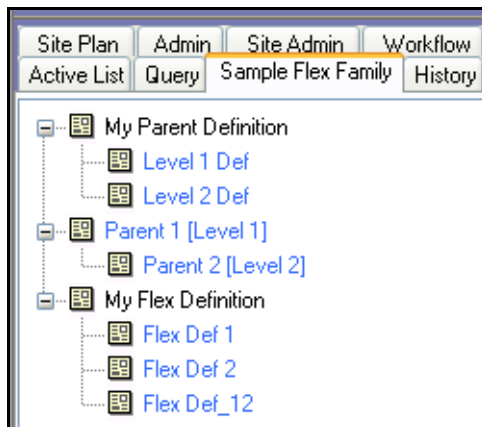 Site Plan Admin Site Admin Workflow
Active List Query Sample Flex Family History
My Parent Definition
Level 1 Def
Level 2 Def
Parent 1 [Level 1]
Parent 2 [Level 2]
My Flex Definition
Flex Def 1
Flex Def 2
Flex Def_12